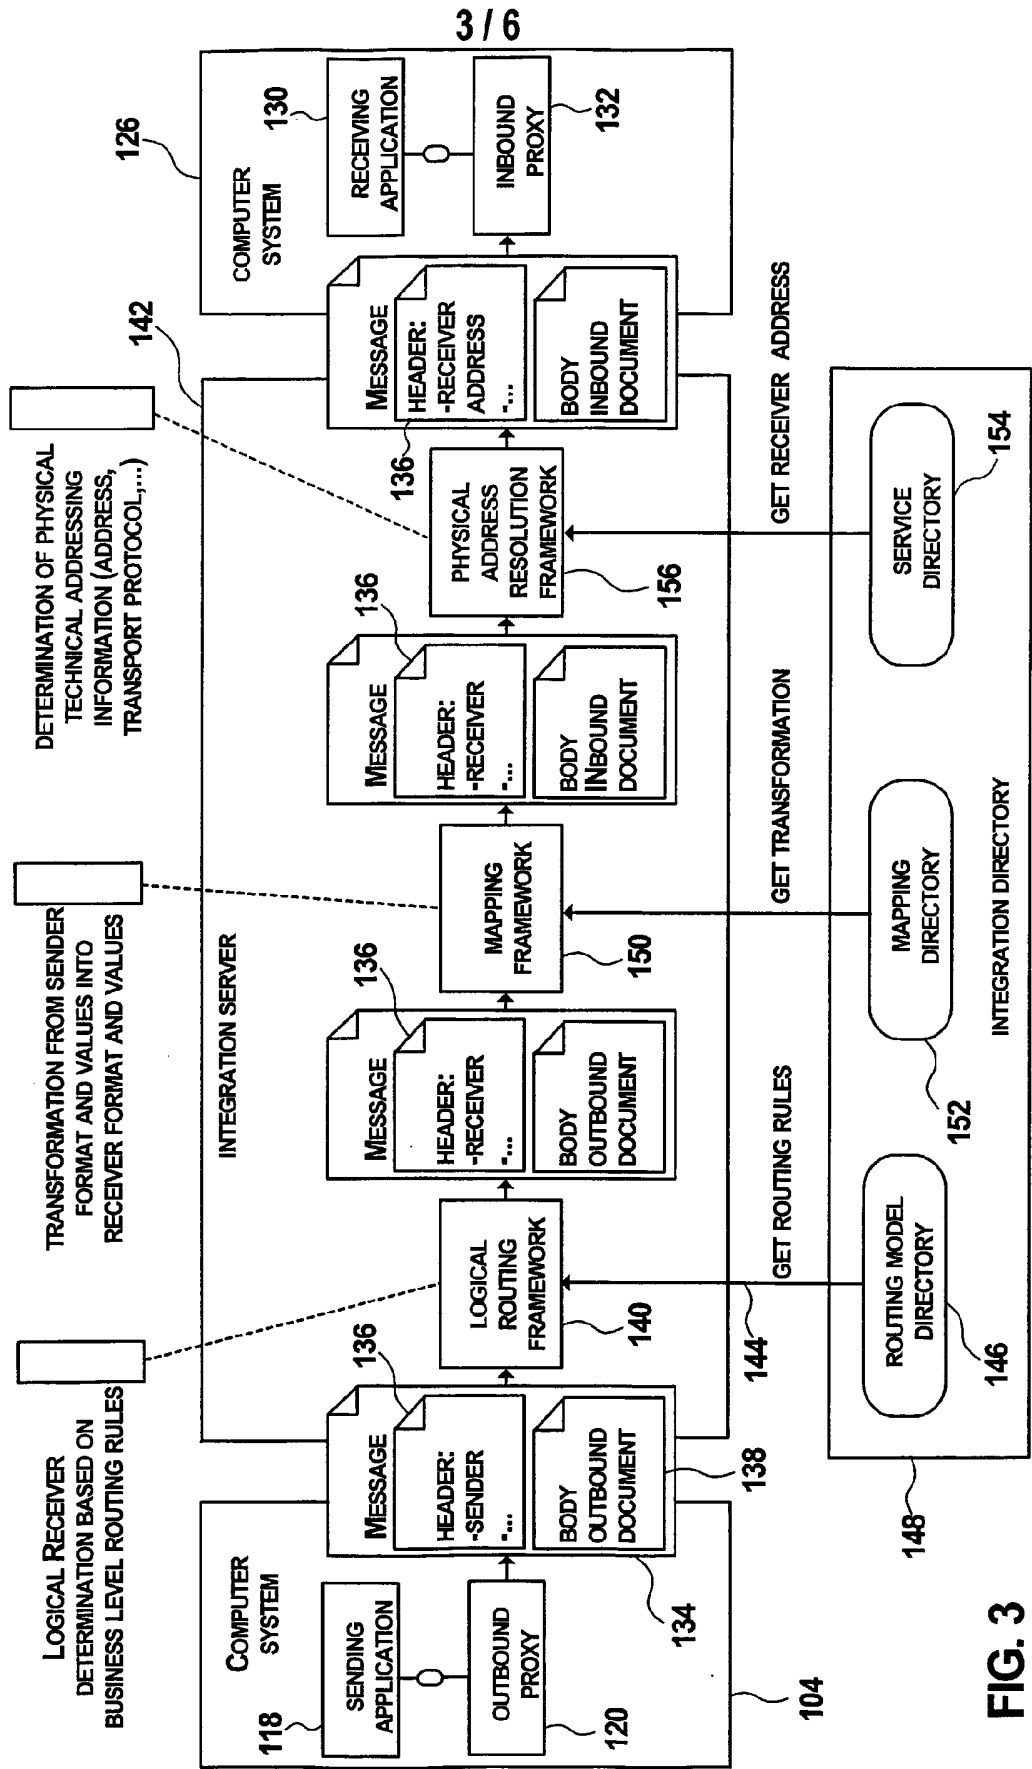 3 / 6
LOGICAL RECEIVER
DETERMINATION BASED ON
BUSINESS LEVEL ROUTING RULES
TRANSFORMATION FROM SENDER
FORMAT AND VALUES INTO
RECEIVER FORMAT AND VALUES
DETERMINATION OF PHYSICAL
TECHNICAL ADDRESSING
INFORMATION (ADDRESS,
TRANSPORT PROTOCOL,...)
COMPUTER
SYSTEM
118
SENDING
APPLICATION
OUTBOUND
PROXY
120
104
INTEGRATION SERVER
142
MESSAGE
136
HEADER:
-SENDER
-...
BODY
OUTBOUND
DOCUMENT
134
138
LOGICAL
ROUTING
FRAMEWORK
140
MESSAGE
136
HEADER:
-RECEIVER
-...
BODY
OUTBOUND
DOCUMENT
MAPPING
FRAMEWORK
150
MESSAGE
136
HEADER:
-RECEIVER
-...
BODY
INBOUND
DOCUMENT
PHYSICAL
ADDRESS
RESOLUTION
FRAMEWORK
156
MESSAGE
136
HEADER:
-RECEIVER
ADDRESS
-...
BODY
INBOUND
DOCUMENT
126
COMPUTER
SYSTEM
130
RECEIVING
APPLICATION
INBOUND
PROXY
132
144
GET ROUTING RULES
GET TRANSFORMATION
GET RECEIVER ADDRESS
148
ROUTING MODEL
DIRECTORY
146
MAPPING
DIRECTORY
152
SERVICE
DIRECTORY
154
INTEGRATION DIRECTORY
FIG. 3